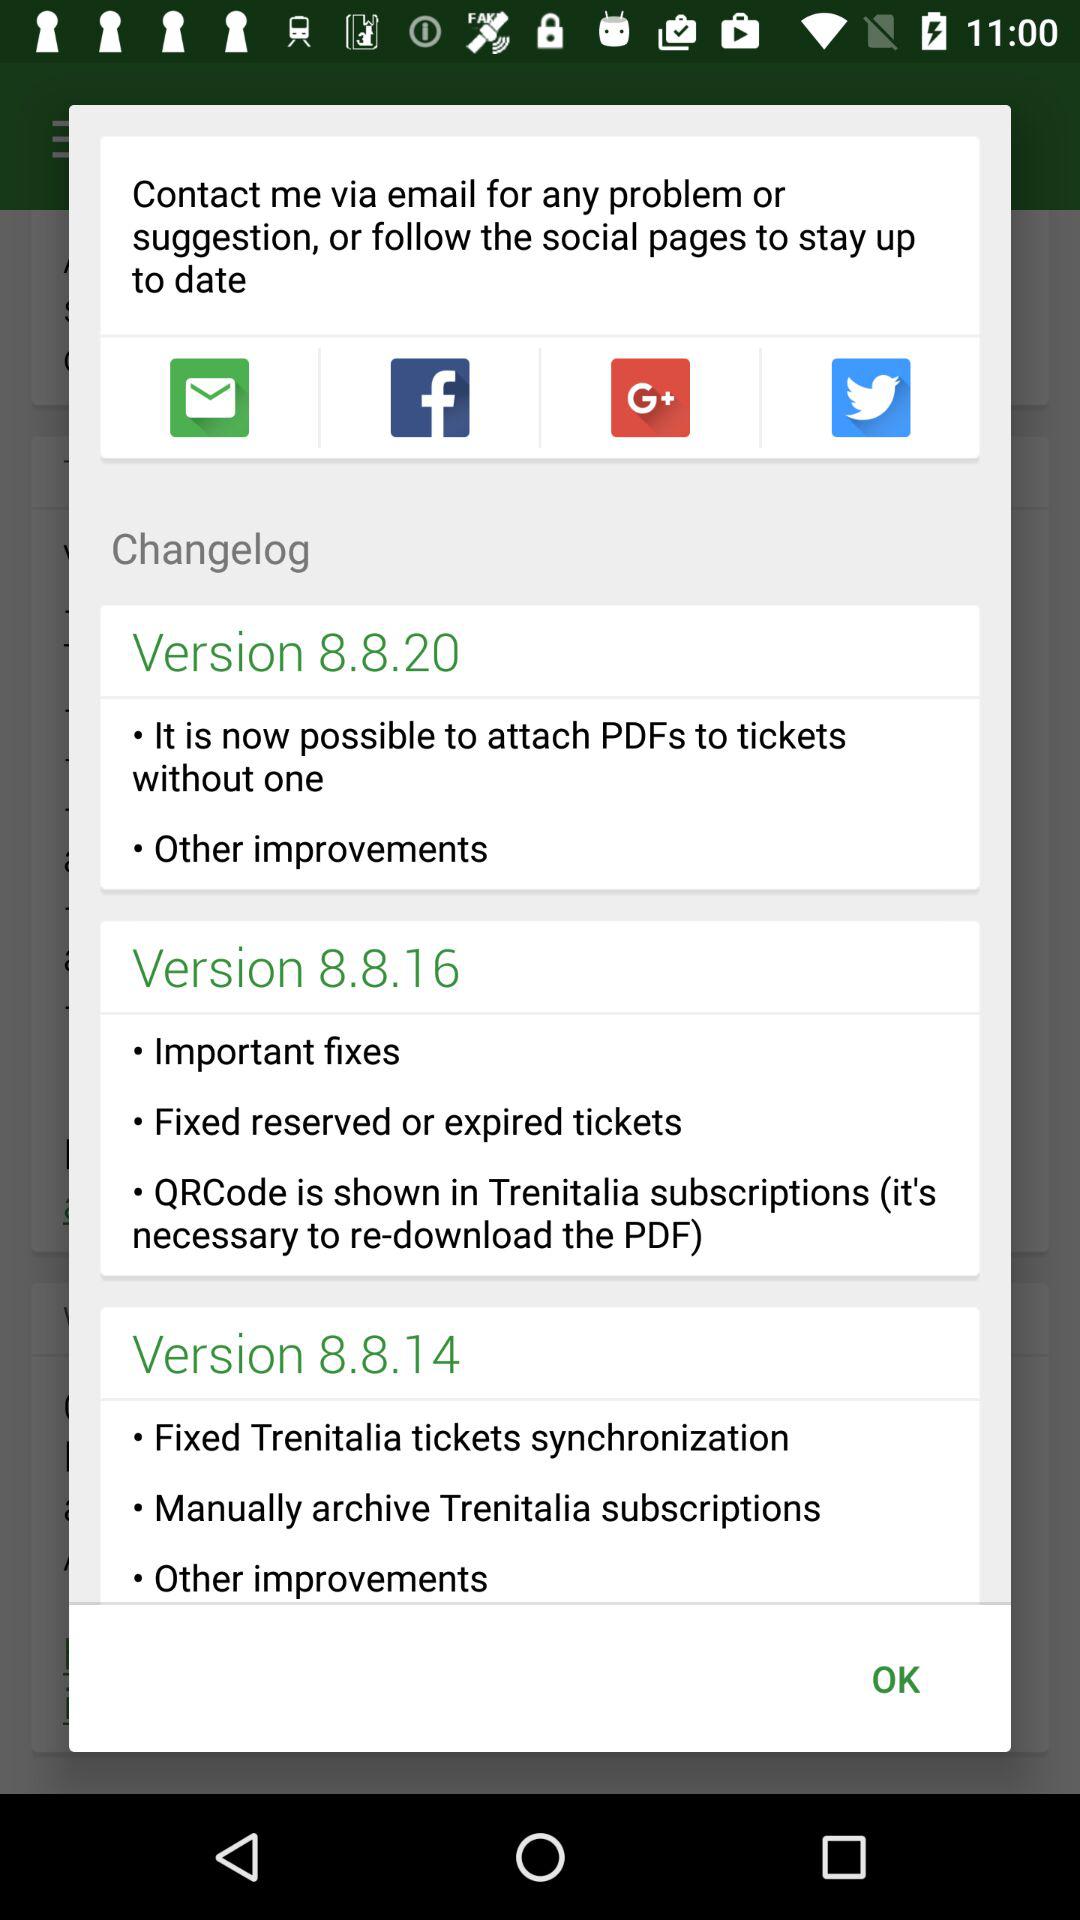 FAKE
11:00
Contact me via email for any problem or
suggestion, or follow the social pages to stay up
to date
G+
Changelog
Version 8.8.20
• It is now possible to attach PDFs to tickets
without one
• Other improvements
Version 8.8.16
• Important fixes
• Fixed reserved or expired tickets
• QRCode is shown in Trenitalia subscriptions (it's
necessary to re-download the PDF)
Version 8.8.14
• Fixed Trenitalia tickets synchronization
• Manually archive Trenitalia subscriptions
• Other improvements
OK